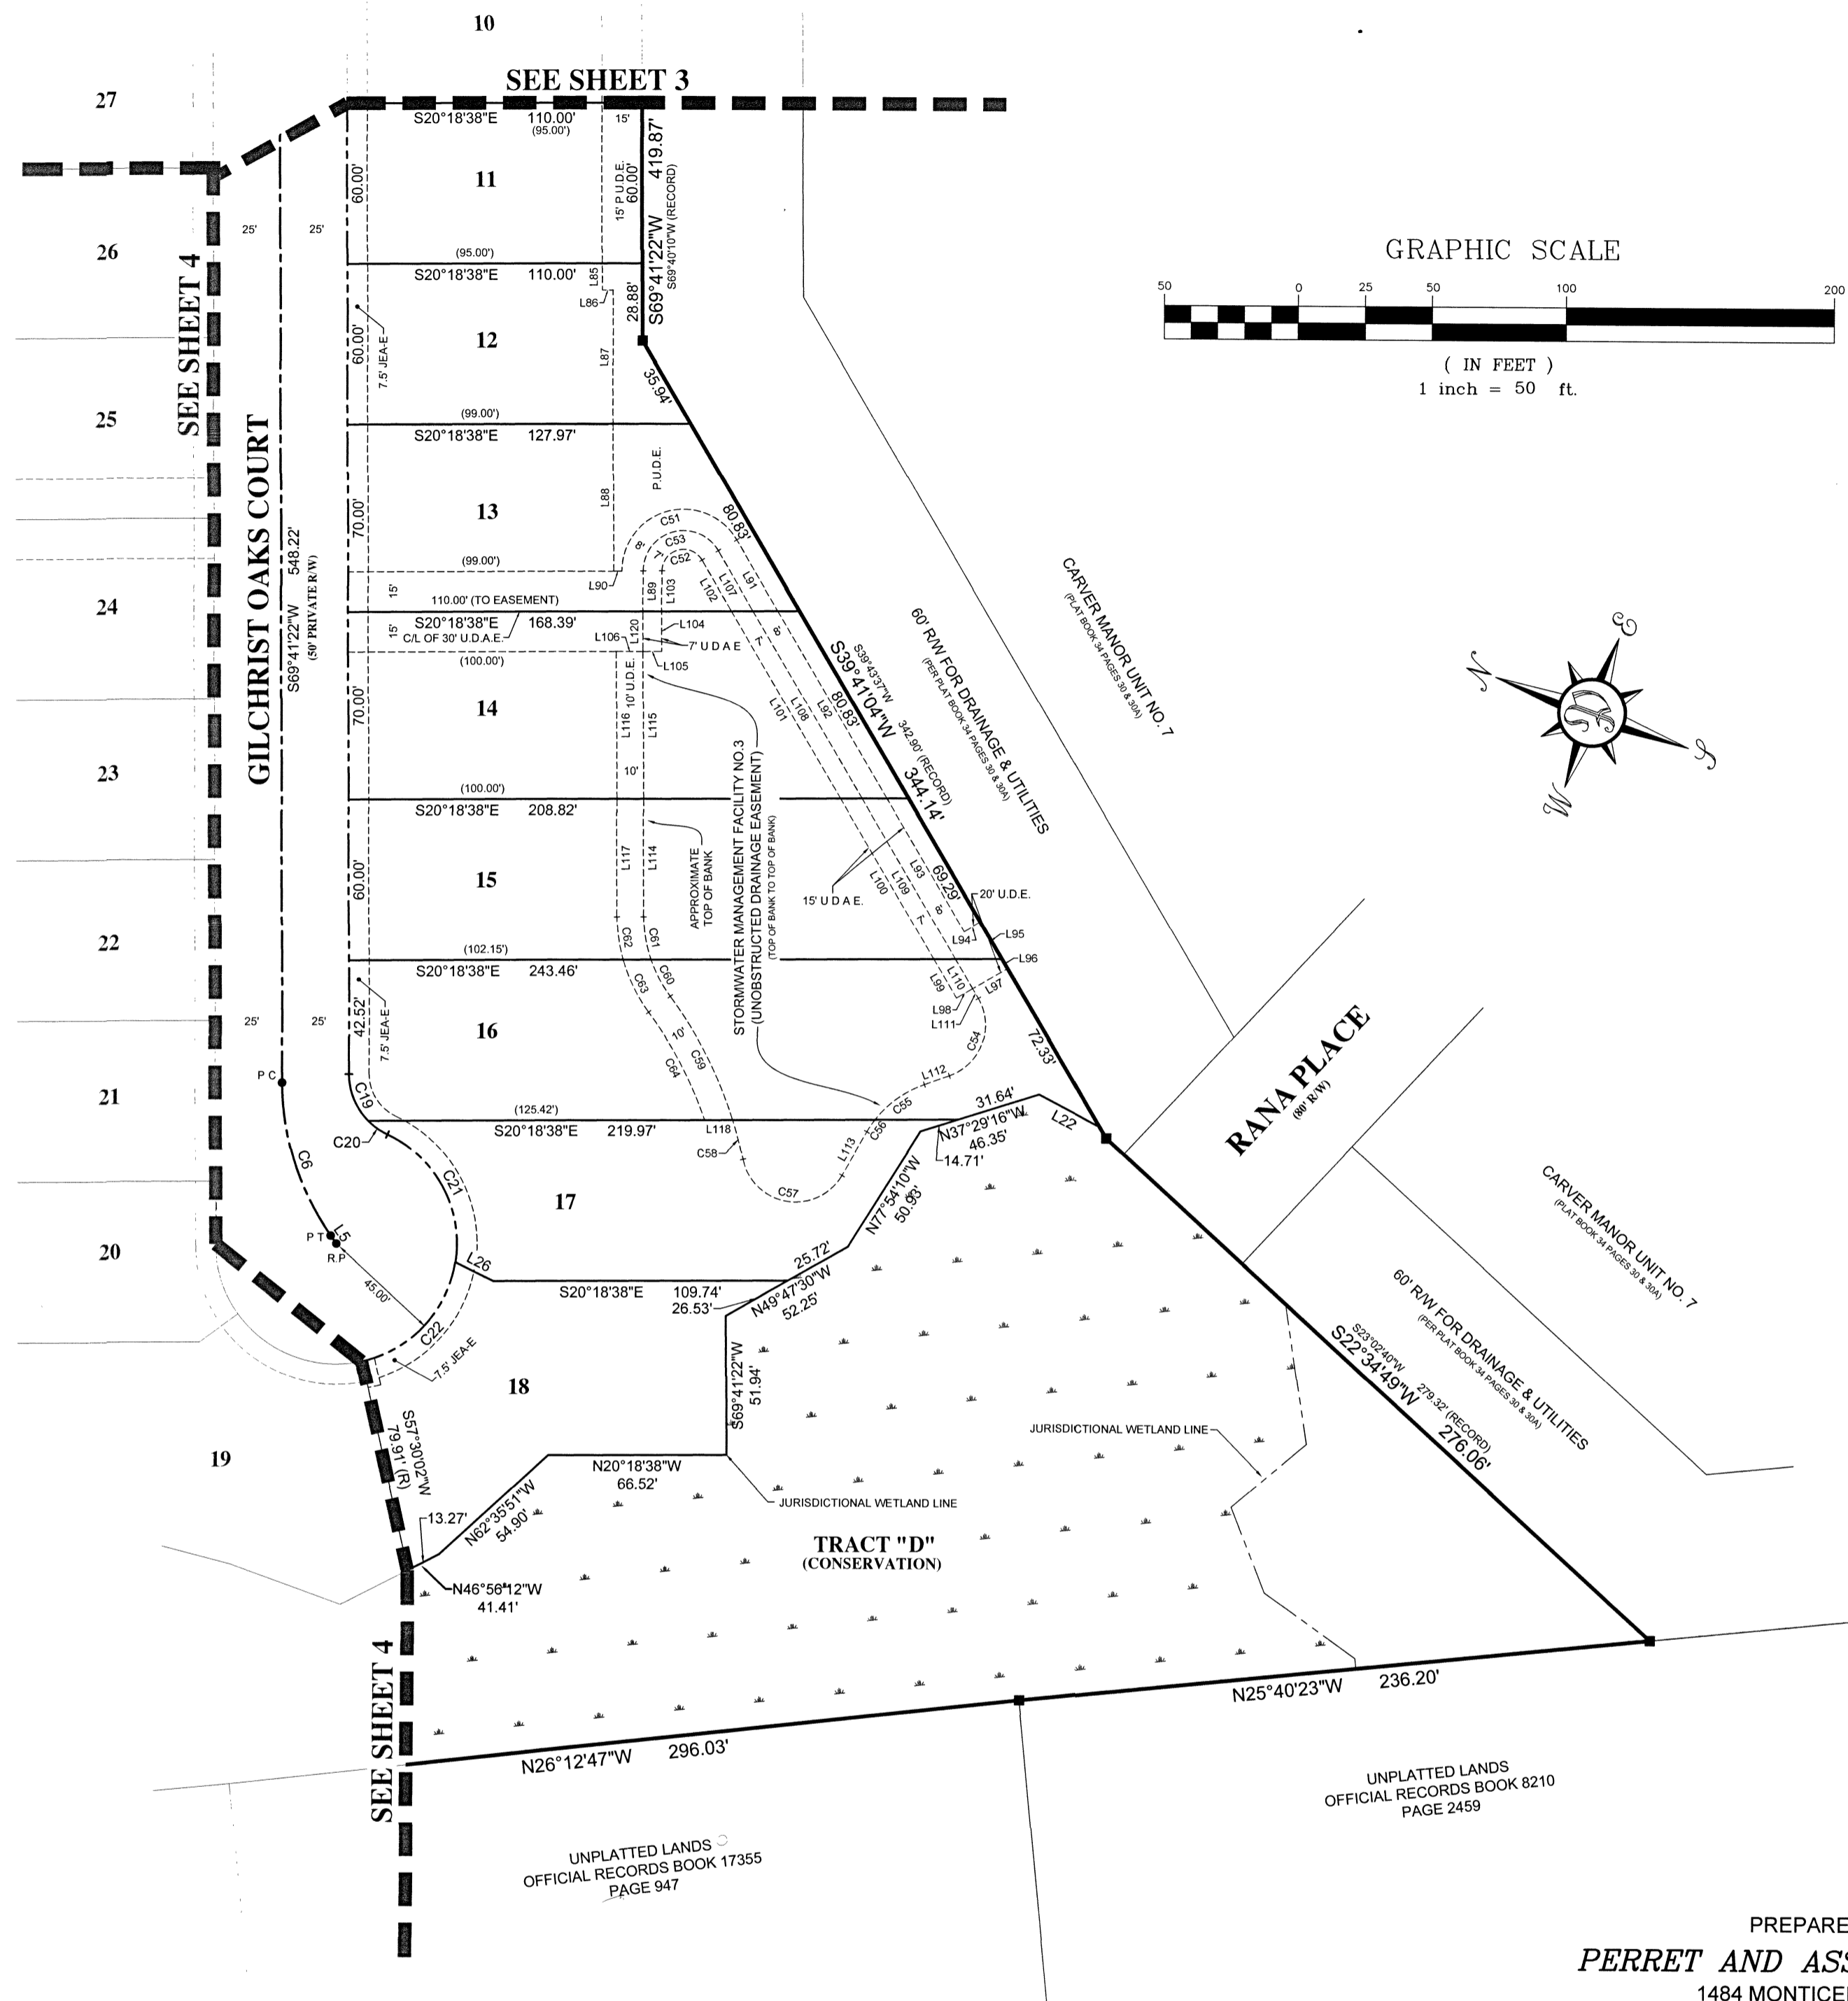 10
SEE SHEET 3
27
S20°18'38"E 110.00'
(95.00')
15'
11
60.00'
15' P.U.D.E.
60.00'
S69°41'22"W 419.87'
S69°40'10"W (RECORD)
25'
25'
26
SEE SHEET 4
(95.00')
S20°18'38"E 110.00'
L85
L86
28.88'
12
60.00'
7.5' JEA-E
L87
35.94'
25
(99.00')
S20°18'38"E 127.97'
GILCHRIST OAKS COURT
S69°41'22"W 548.22'
(50' PRIVATE R/W)
P.U.D.E.
13
70.00'
L88
C51
80.83'
C53
8'
7'
C52
(99.00')
L90
L89
L103
L102
L107
L91
24
15'
110.00' (TO EASEMENT)
S20°18'38"E 168.39'
15'
C/L OF 30' U.D.A.E.
L106
L120
L104
7' U D A E
L105
(100.00')
8'
7'
14
70.00'
10' U.D.E.
L116
L115
L101
L108
L92
80.83'
S39°43'37"W 342.90' (RECORD)
S39°41'04"W 344.14'
60' R/W FOR DRAINAGE & UTILITIES
(PER PLAT BOOK 34 PAGES 30 & 30A)
CARVER MANOR UNIT NO. 7
(PLAT BOOK 34 PAGES 30 & 30A)
23
10'
(100.00')
S20°18'38"E 208.82'
STORMWATER MANAGEMENT FACILITY NO.3
(UNOBSTRUCTED DRAINAGE EASEMENT)
(TOP OF BANK TO TOP OF BANK)
15
60.00'
L117
L114
APPROXIMATE
TOP OF BANK
15' U D A E.
L100
L109
L93
69.29'
20' U.D.E.
8'
7'
L94
L95
L96
22
C62
C61
(102.15')
S20°18'38"E 243.46'
C63
C60
L99
L110
L97
L98
L111
25'
25'
42.52'
7.5' JEA-E
16
10'
C59
C64
C54
72.33'
L112
P C
21
C19
C20
(125.42')
S20°18'38"E 219.97'
L118
C58
C55
C56
L113
C57
31.64'
N37°29'16"W
46.35'
14.71'
L22
RANA PLACE
(80' R/W)
C6
C21
17
N77°54'10"W
50.93'
P T
L5
R.P
45.00'
20
L26
S20°18'38"E 109.74'
26.53'
25.72'
N49°47'30"W
52.25'
C22
7.5' JEA-E
18
S69°41'22"W
51.94'
CARVER MANOR UNIT NO. 7
(PLAT BOOK 34 PAGES 30 & 30A)
60' R/W FOR DRAINAGE & UTILITIES
(PER PLAT BOOK 34 PAGES 30 & 30A)
S23°02'40"W 279.32' (RECORD)
S22°34'49"W 276.06'
19
S57°30'02"W
79.91' (R)
N20°18'38"W
66.52'
JURISDICTIONAL WETLAND LINE
JURISDICTIONAL WETLAND LINE
N62°35'51"W
54.90'
13.27'
N46°56'12"W
41.41'
TRACT "D"
(CONSERVATION)
SEE SHEET 4
N26°12'47"W 296.03'
N25°40'23"W 236.20'
UNPLATTED LANDS
OFFICIAL RECORDS BOOK 17355
PAGE 947
UNPLATTED LANDS
OFFICIAL RECORDS BOOK 8210
PAGE 2459
GRAPHIC SCALE
50 0 25 50 100 200
( IN FEET )
1 inch = 50 ft.
N
E
S
W
PREPARE
PERRET AND ASS
1484 MONTICE